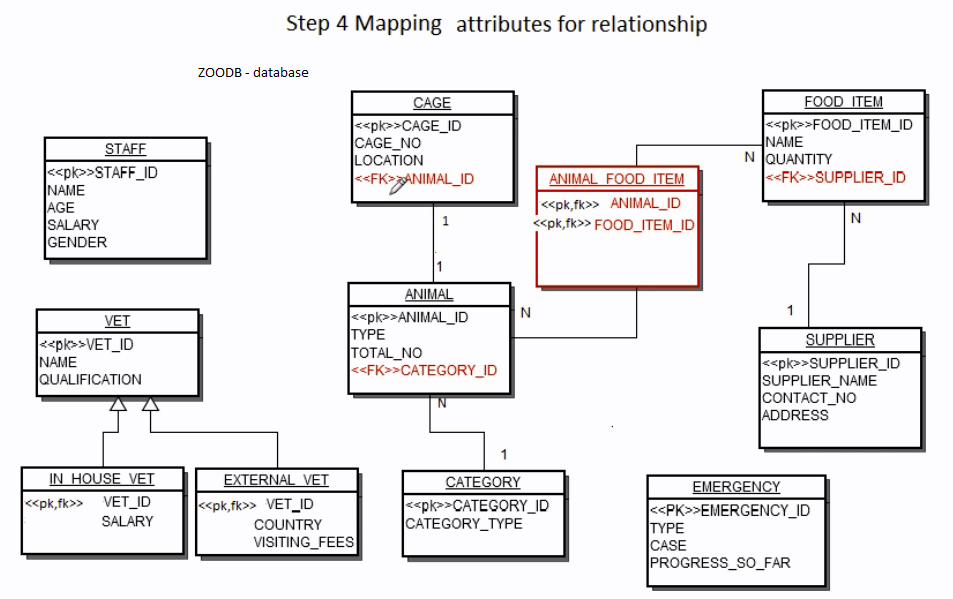 Step 4 Mapping attributes for relationship
ZOODB - database
STAFF
<<pk>>STAFF_ID
NAME
AGE
SALARY
GENDER
CAGE
<<pk>>CAGE_ID
CAGE_NO
LOCATION
<<FK>>ANIMAL_ID
FOOD_ITEM
<<pk>>FOOD_ITEM_ID
NAME
QUANTITY
<<FK>>SUPPLIER_ID
N
ANIMAL_FOOD_ITEM
<<pk,fk>> ANIMAL_ID
<<pk,fk>> FOOD_ITEM_ID
1
1
N
1
ANIMAL
<<pk>>ANIMAL_ID
TYPE
TOTAL_NO
<<FK>>CATEGORY_ID
N
VET
<<pk>>VET_ID
NAME
QUALIFICATION
SUPPLIER
<<pk>>SUPPLIER_ID
SUPPLIER_NAME
CONTACT_NO
ADDRESS
N
1
IN_HOUSE_VET
<<pk,fk>> VET_ID
SALARY
EXTERNAL_VET
<<pk,fk>> VET_ID
COUNTRY
VISITING_FEES
CATEGORY
<<pk>>CATEGORY_ID
CATEGORY_TYPE
EMERGENCY
<<PK>>EMERGENCY_ID
TYPE
CASE
PROGRESS_SO_FAR